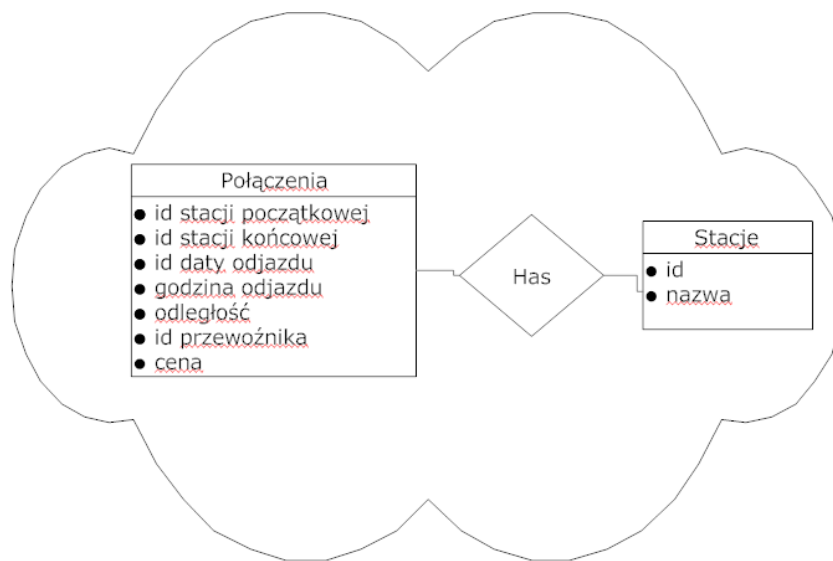 Połączenia
● id stacji początkowej
● id stacji końcowej
● id daty odjazdu
● godzina odjazdu
● odległość
● id przewoźnika
● cena
Has
Stacje
● id
● nazwa